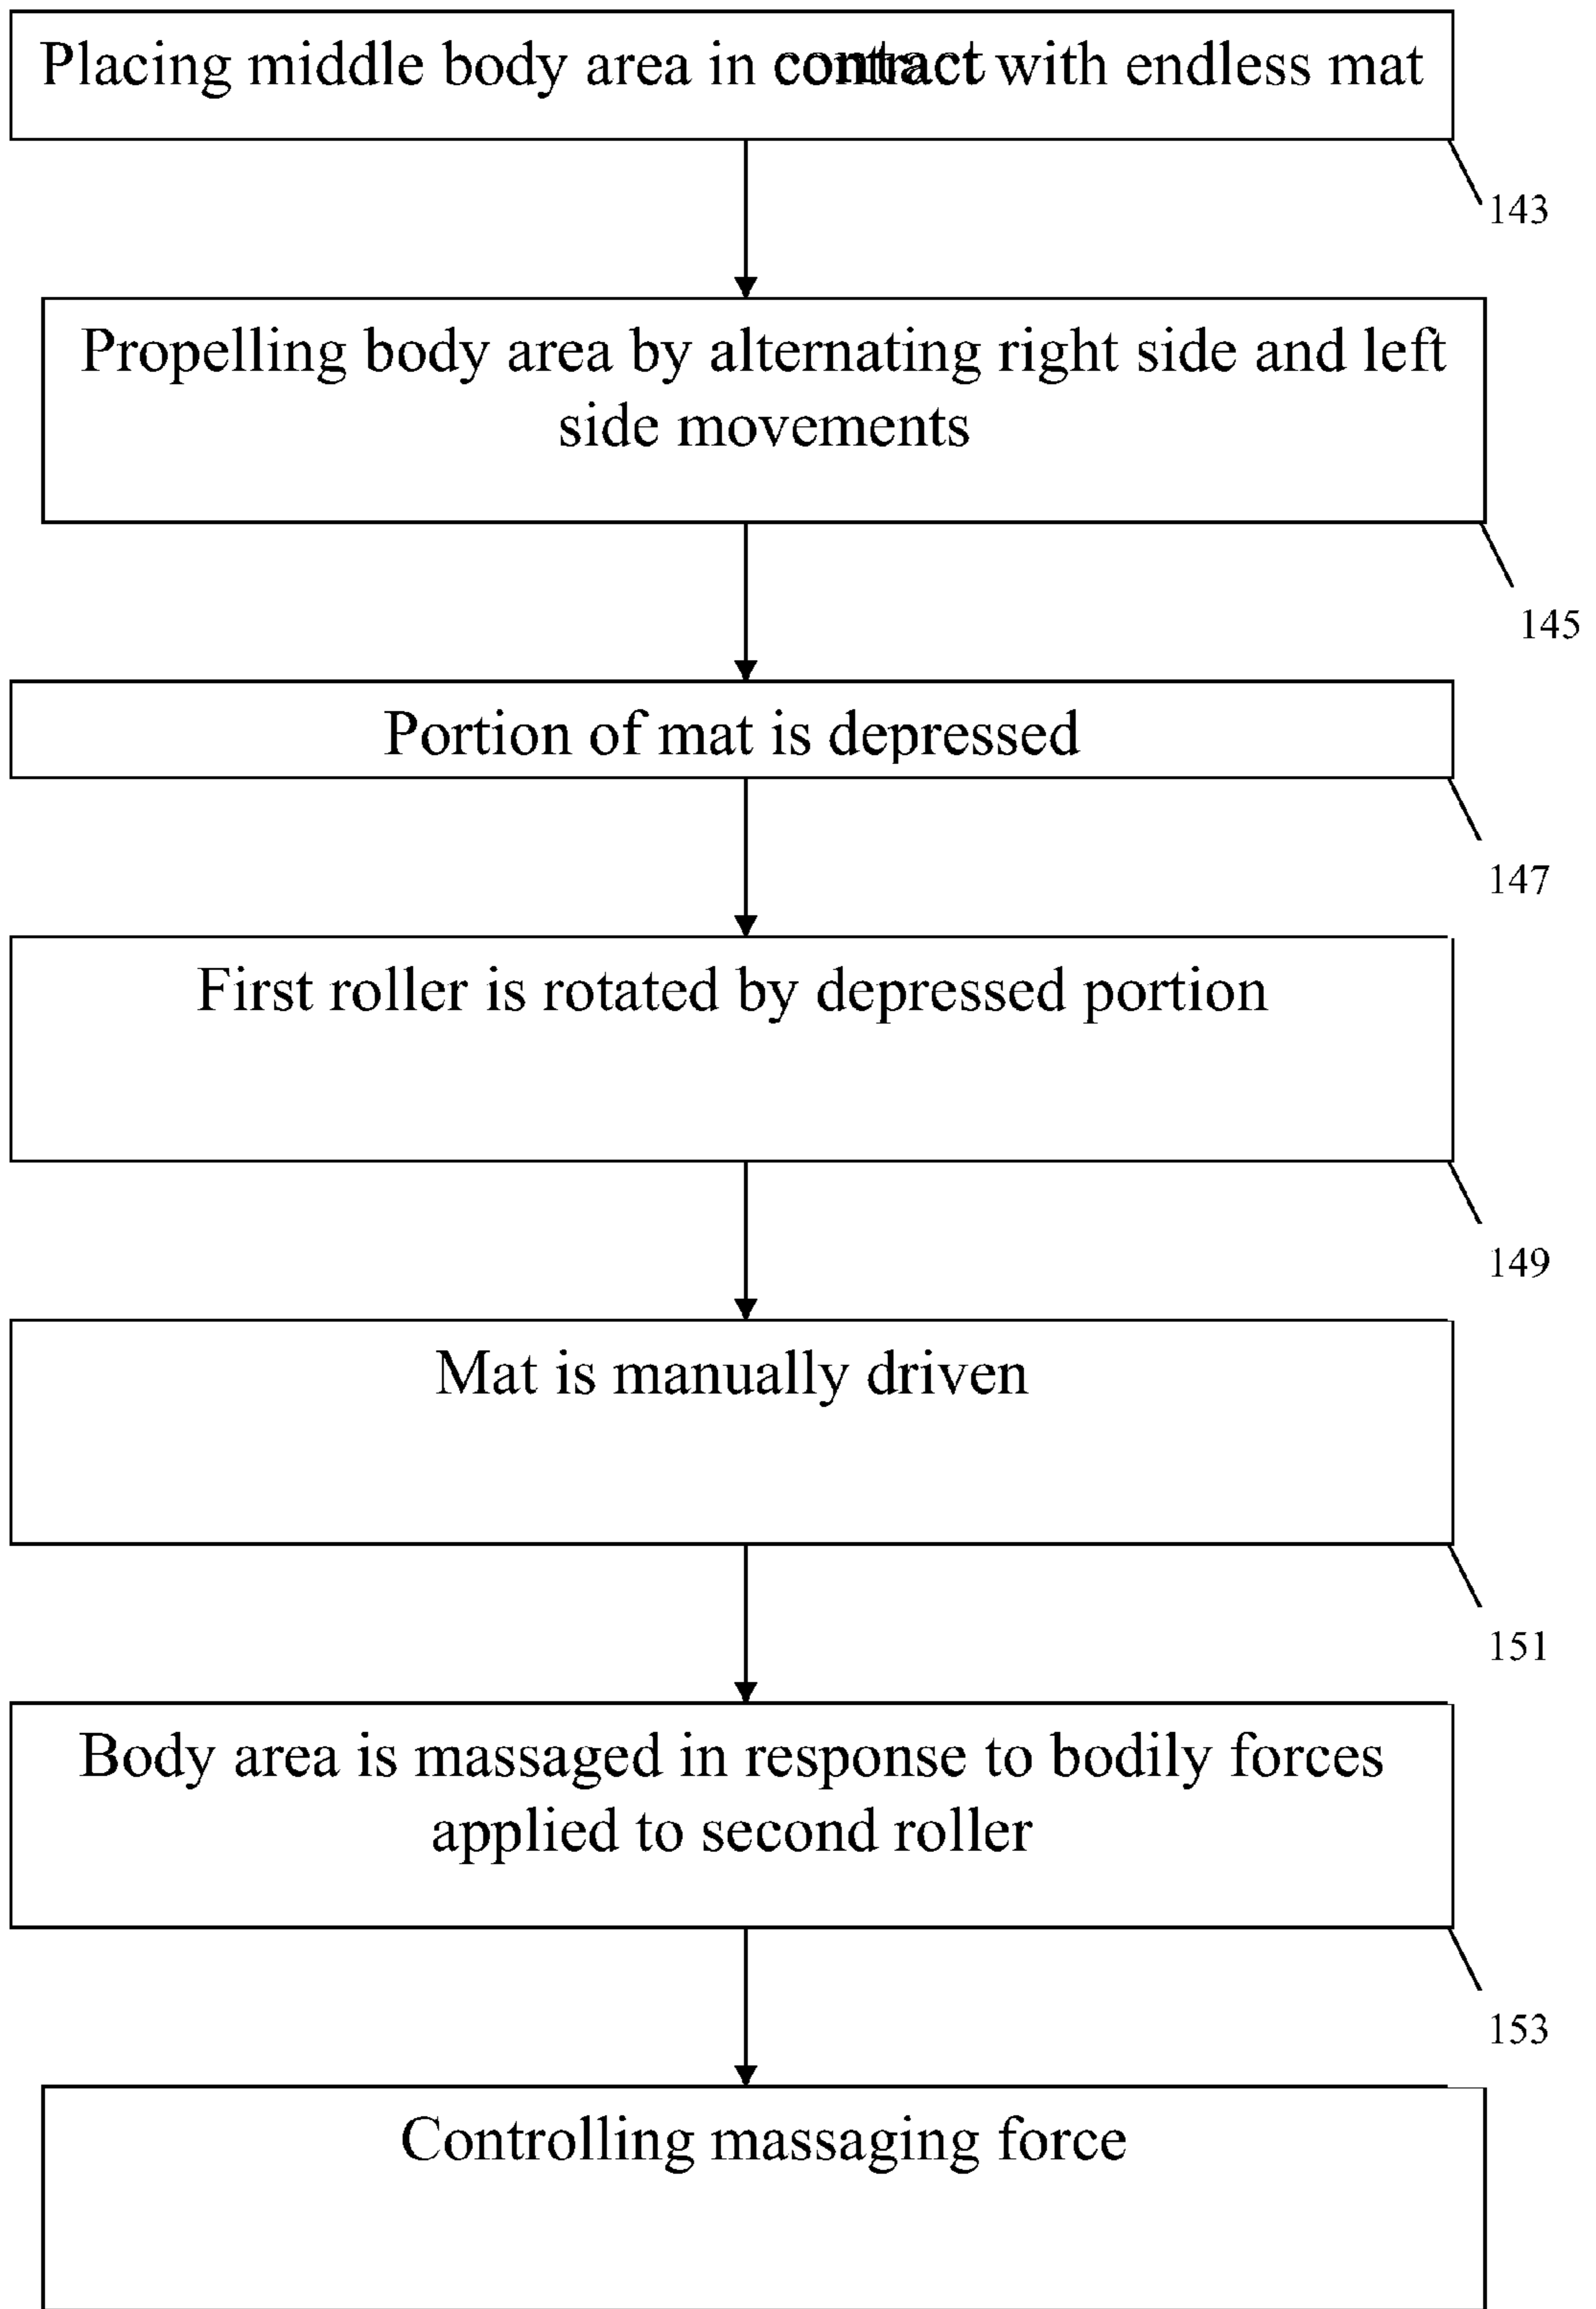 Placing middle body area in contact with endless mat
143
Propelling body area by alternating right side and left
side movements
145
Portion of mat is depressed
147
First roller is rotated by depressed portion
149
Mat is manually driven
151
Body area is massaged in response to bodily forces
applied to second roller
153
Controlling massaging force